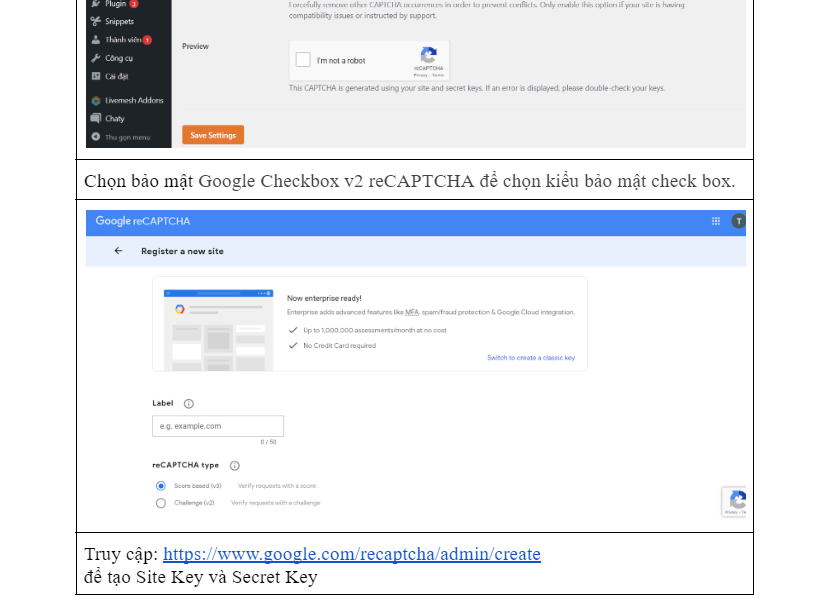 Plugin 3
Forcefully remove other CAPTCHA occurrences in order to prevent conflicts. Only enable this option if your site is having
compatibility issues or instructed by support.
Snippets
Thành viên 1
Công cụ
Cài đặt
Livemesh Addons
Chaty
Thu gọn menu
Preview
I'm not a robot
reCAPTCHA
Privacy - Terms
This CAPTCHA is generated using your site and secret keys. If an error is displayed, please double-check your keys.
Save Settings
Chọn bảo mật Google Checkbox v2 reCAPTCHA để chọn kiểu bảo mật check box.
Google reCAPTCHA
T
Register a new site
Now enterprise ready!
Enterprise adds advanced features like MFA, spam/fraud protection & Google Cloud integration.
Up to 1,000,000 assessments/month at no cost
No Credit Card required
Switch to create a classic key
Label
e.g. example.com
0 / 50
reCAPTCHA type
Score based (v3) Verify requests with a score
Challenge (v2) Verify requests with a challenge
Privacy - Te
Truy cập: https://www.google.com/recaptcha/admin/create
để tạo Site Key và Secret Key